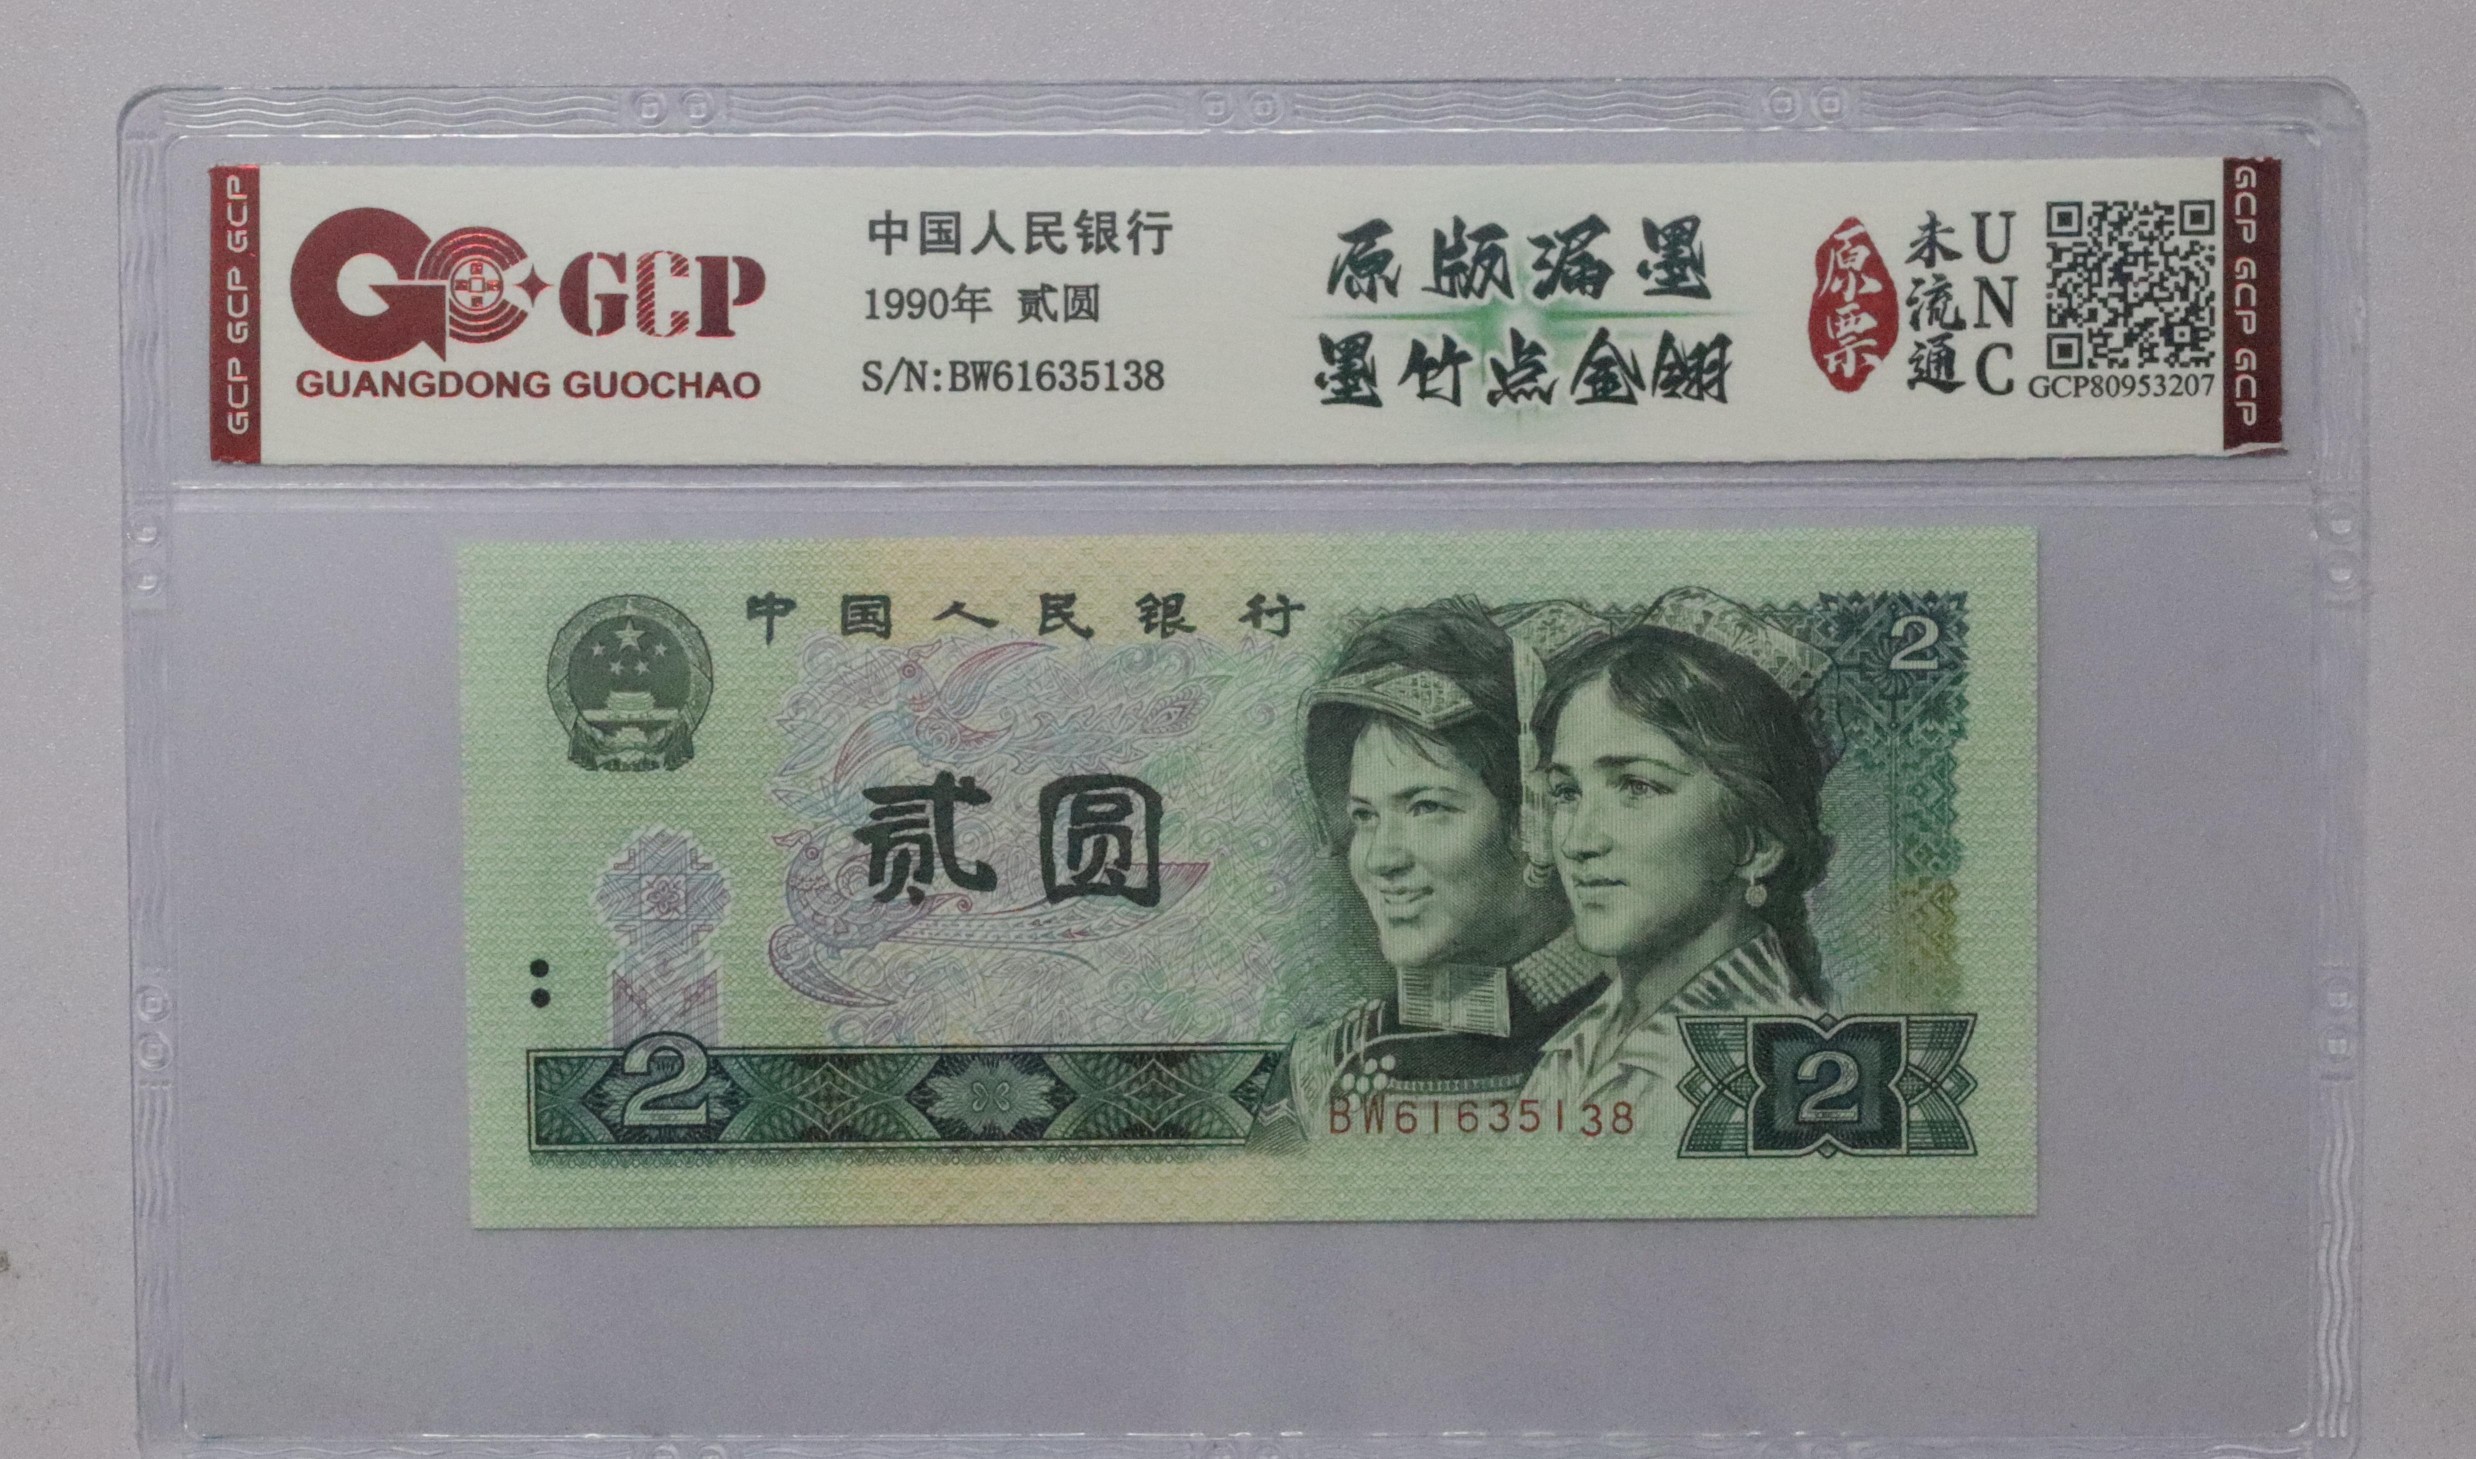 GCP GCP GCP
GCP
GUANGDONG GUOCHAO
中国人民银行
1990年 贰圆
S/N:BW61635138
原版漏墨
墨竹点金翎
原票
未流通
UNC
GCP80953207
GCP GCP GCP
中国人民银行
2
贰圆
2
BW61635138
2